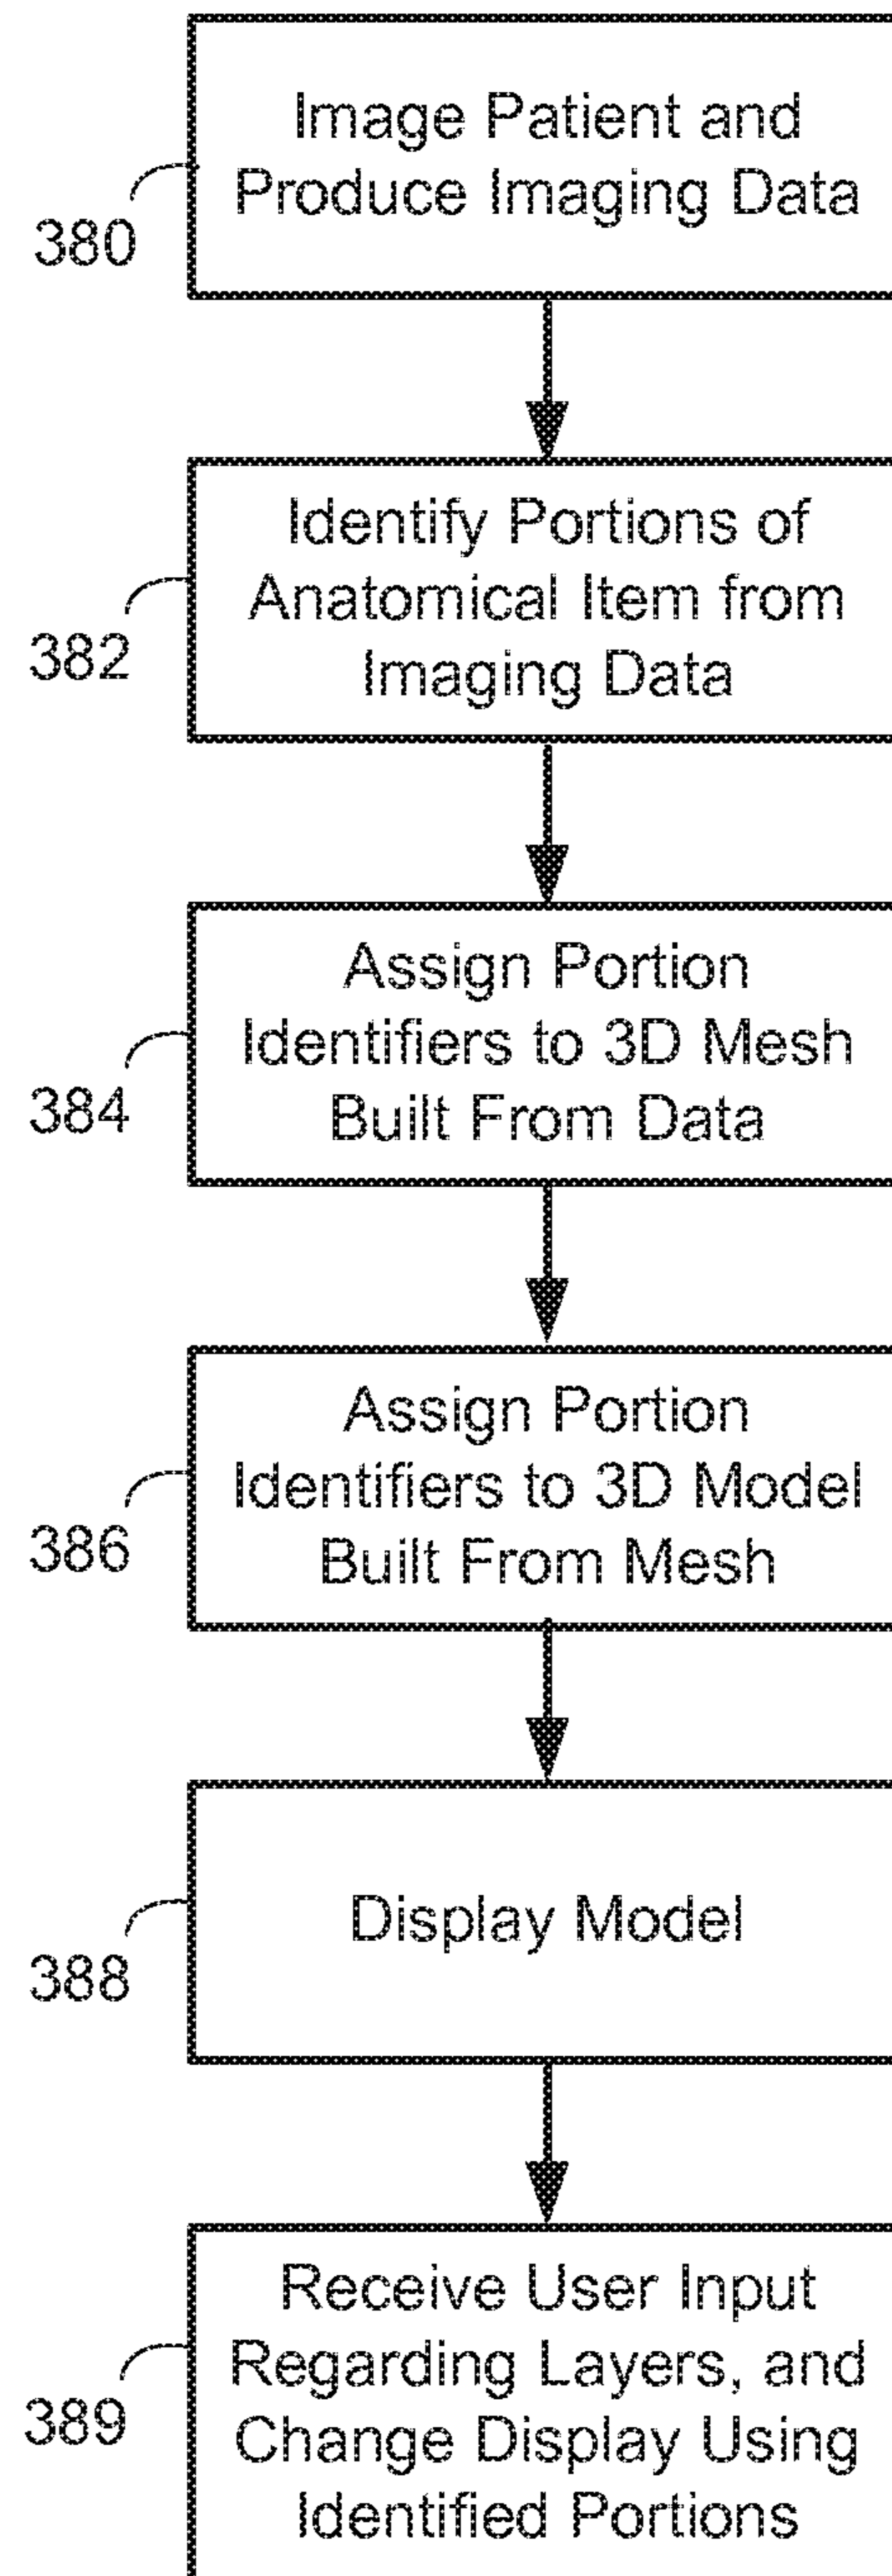 Image Patient and
Produce Imaging Data
380
Identify Portions of
Anatomical Item from
Imaging Data
382
Assign Portion
Identifiers to 3D Mesh
Built From Data
384
Assign Portion
Identifiers to 3D Model
Built From Mesh
386
Display Model
388
Receive User Input
Regarding Layers, and
Change Display Using
Identified Portions
389